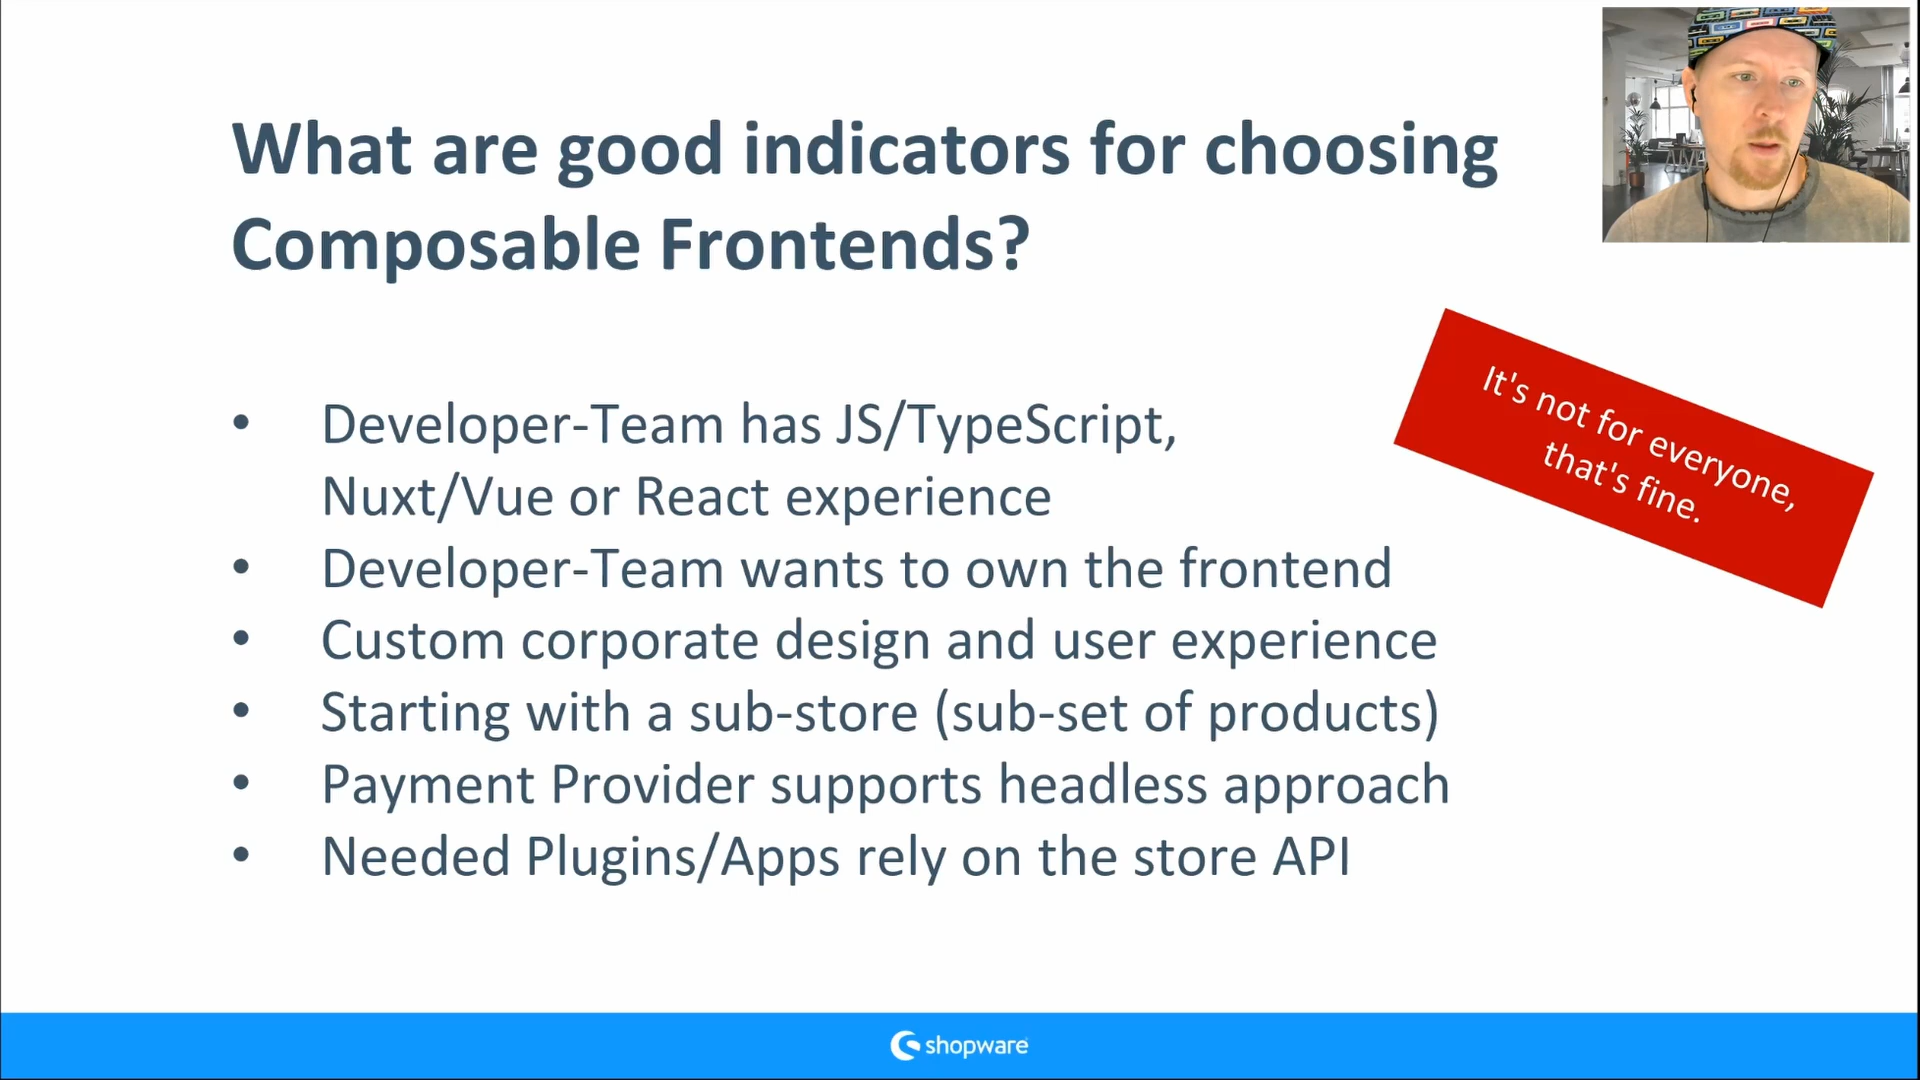 What are good indicators for choosing
Composable Frontends?
It's not for everyone,
that's fine.
• Developer-Team has JS/TypeScript,
Nuxt/Vue or React experience
• Developer-Team wants to own the frontend
• Custom corporate design and user experience
• Starting with a sub-store (sub-set of products)
• Payment Provider supports headless approach
• Needed Plugins/Apps rely on the store API
shopware